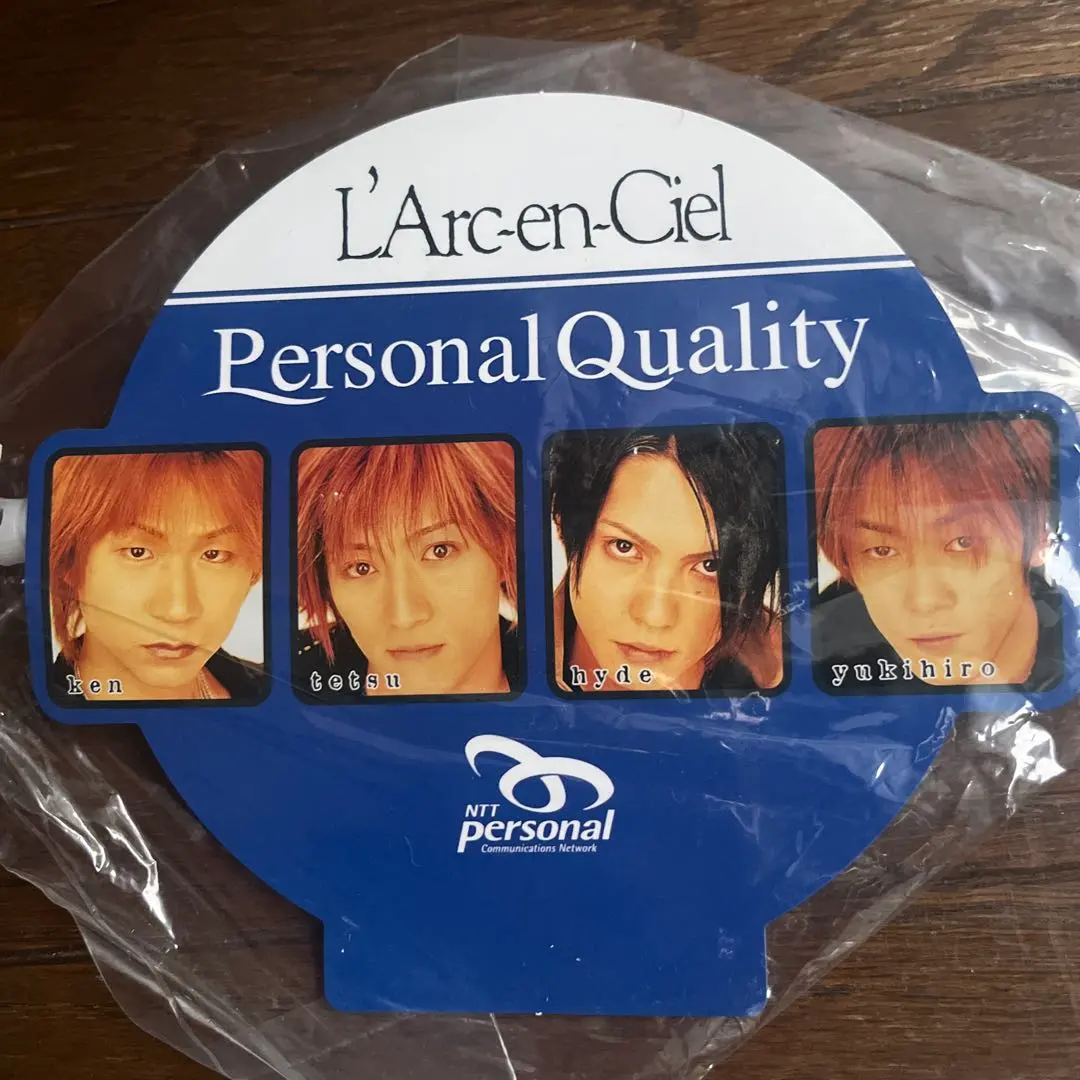 L'Arc-en-Ciel
Personal Quality
ken
tetsu
hyde
yukihiro
NTT
personal
Communications Network